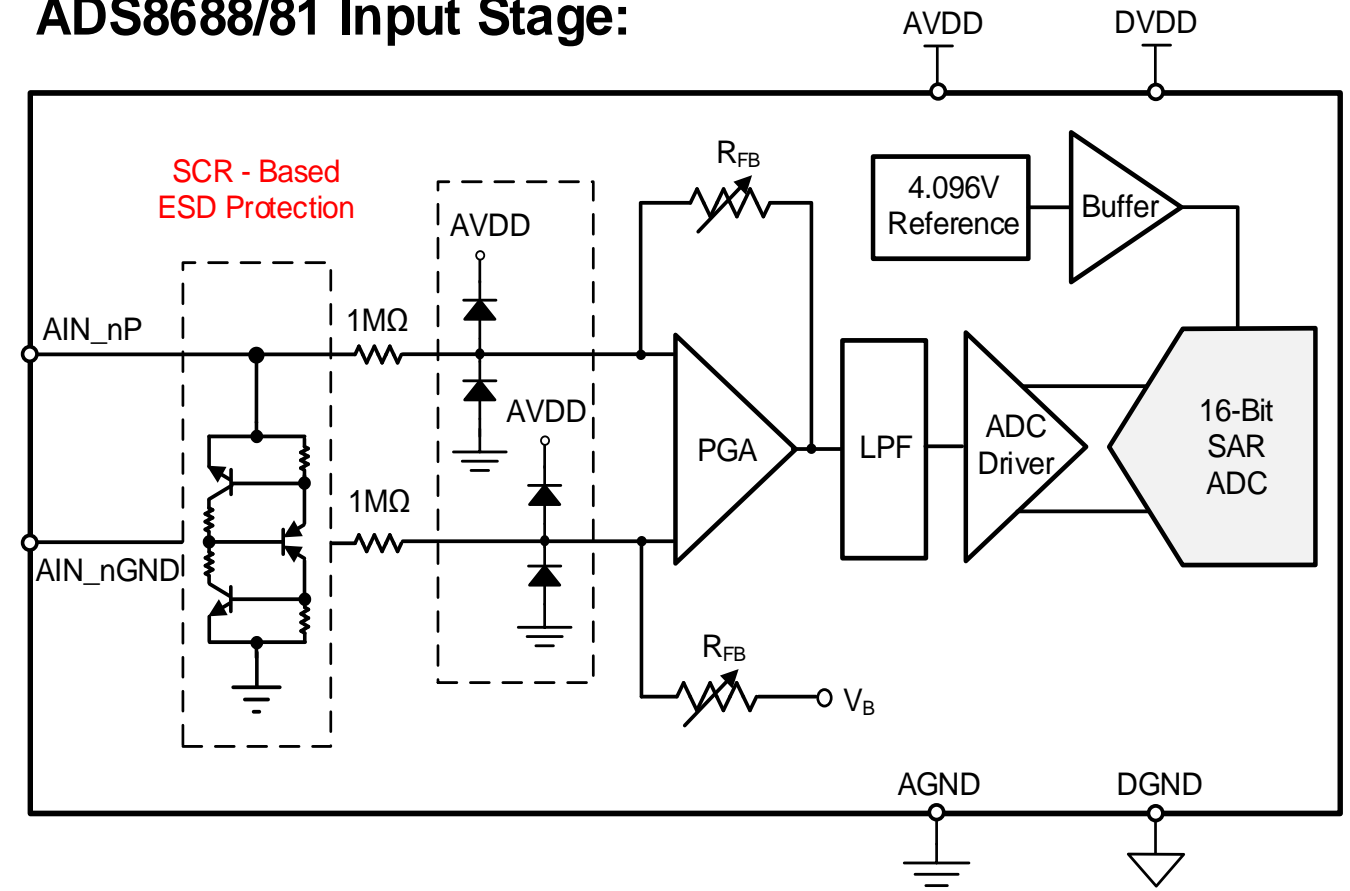 ADS8688/81 Input Stage:
AVDD
DVDD
SCR - Based
ESD Protection
AVDD
RFB
4.096V
Reference
Buffer
AIN_nP
1MΩ
AVDD
PGA
LPF
ADC
Driver
16-Bit
SAR
ADC
1MΩ
AIN_nGND
RFB
VB
AGND
DGND